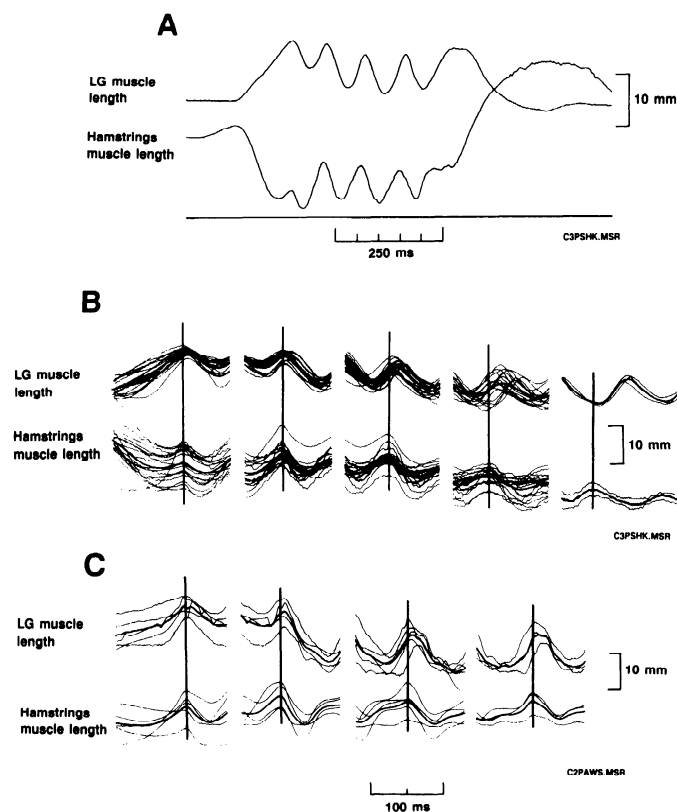 A
LG muscle
length
Hamstrings
muscle length
10 mm
250 ms
C3PSHK.MSR
B
LG muscle
length
Hamstrings
muscle length
10 mm
C3PSHK.MSR
C
LG muscle
length
Hamstrings
muscle length
10 mm
C2PAWS.MSR
100 ms